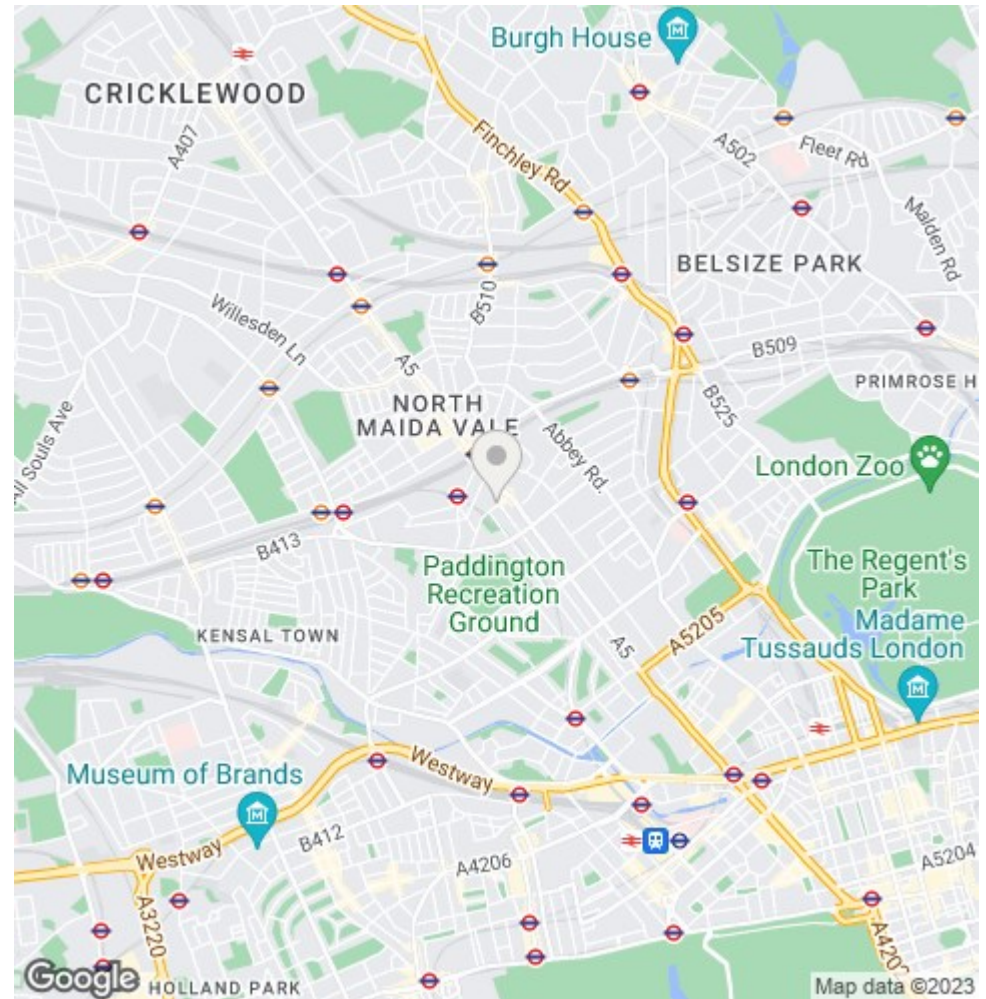 Burgh House
CRICKLEWOOD
A407
Finchley Rd
A502
Fleet Rd
Malden Rd
BELSIZE PARK
B510
Willesden Ln
A5
B509
PRIMROSE H
B525
NORTH
MAIDA VALE
Abbey Rd.
All Souls Ave
London Zoo
B413
Paddington
Recreation
Ground
The Regent's
Park
KENSAL TOWN
A5
A5205
Madame
Tussauds London
Westway
Museum of Brands
B412
Westway
A4206
A5204
A3220
A420
Google
HOLLAND PARK
Map data ©2023